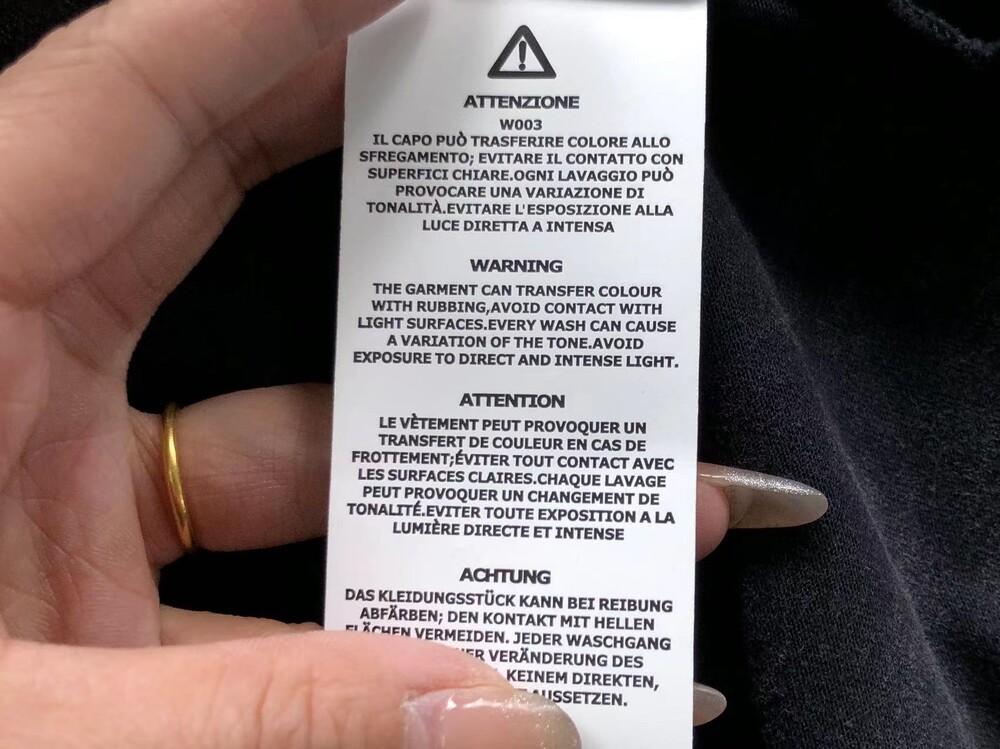 ATTENZIONE
W003
IL CAPO PUÒ TRASFERIRE COLORE ALLO
SFREGAMENTO; EVITARE IL CONTATTO CON
SUPERFICI CHIARE.OGNI LAVAGGIO PUÒ
PROVOCARE UNA VARIAZIONE DI
TONALITÀ.EVITARE L'ESPOSIZIONE ALLA
LUCE DIRETTA A INTENSA
WARNING
THE GARMENT CAN TRANSFER COLOUR
WITH RUBBING,AVOID CONTACT WITH
LIGHT SURFACES.EVERY WASH CAN CAUSE
A VARIATION OF THE TONE.AVOID
EXPOSURE TO DIRECT AND INTENSE LIGHT.
ATTENTION
LE VÈTEMENT PEUT PROVOQUER UN
TRANSFERT DE COULEUR EN CAS DE
FROTTEMENT;ÉVITER TOUT CONTACT AVEC
LES SURFACES CLAIRES.CHAQUE LAVAGE
PEUT PROVOQUER UN CHANGEMENT DE
TONALITÉ.EVITER TOUTE EXPOSITION A LA
LUMIÈRE DIRECTE ET INTENSE
ACHTUNG
DAS KLEIDUNGSSTÜCK KANN BEI REIBUNG
ABFÄRBEN; DEN KONTAKT MIT HELLEN
FLÄCHEN VERMEIDEN. JEDER WASCHGANG
VERÄNDERUNG DES
KEINEM DIREKTEN,
AUSSETZEN.